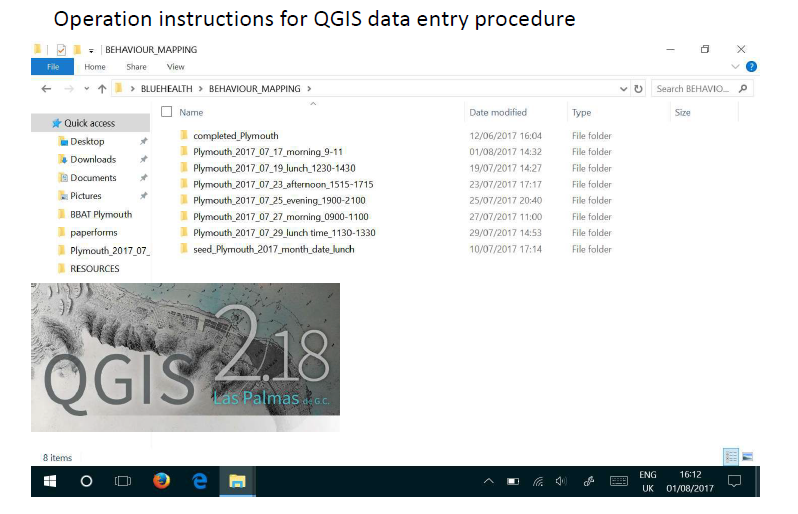 Operation instructions for QGIS data entry procedure
BEHAVIOUR_MAPPING
File Home Share View
BLUEHEALTH > BEHAVIOUR_MAPPING >
Search BEHAVIO...
Name Date modified Type Size
Quick access
Desktop
Downloads
Documents
Pictures
BBAT Plymouth
paperforms
Plymouth_2017_07_
RESOURCES
completed_Plymouth 12/06/2017 16:04 File folder
Plymouth_2017_07_17_morning_9-11 01/08/2017 14:32 File folder
Plymouth_2017_07_19_lunch_1230-1430 19/07/2017 14:27 File folder
Plymouth_2017_07_23_afternoon_1515-1715 23/07/2017 17:17 File folder
Plymouth_2017_07_25_evening_1900-2100 25/07/2017 20:40 File folder
Plymouth_2017_07_27_morning_0900-1100 27/07/2017 11:00 File folder
Plymouth_2017_07_29_lunch time_1130-1330 29/07/2017 14:53 File folder
seed_Plymouth_2017_month_date_lunch 10/07/2017 17:14 File folder
QGIS 2.18
Las Palmas de G.C.
8 items
ENG 16:12
UK 01/08/2017